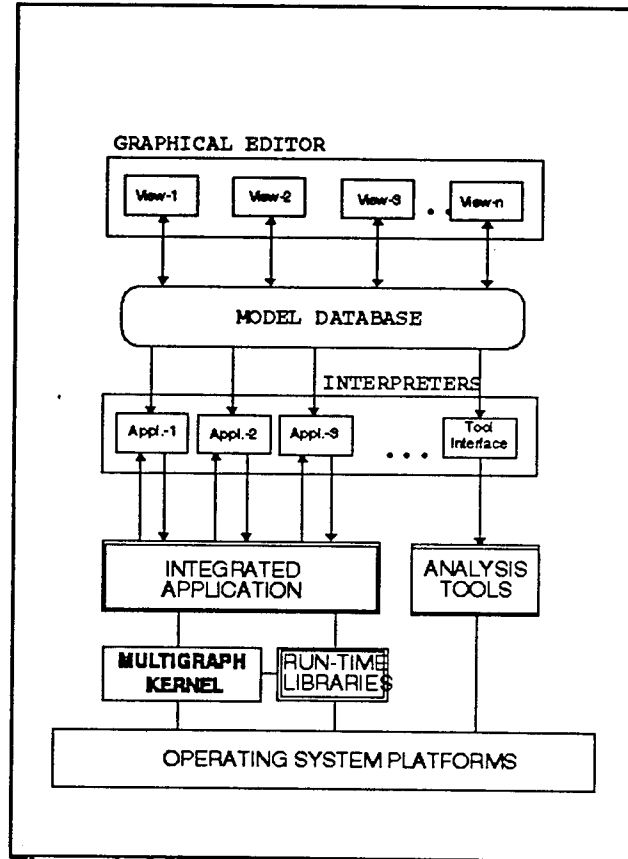 GRAPHICAL EDITOR
View-1 View-2 View-3 • • View-n
MODEL DATABASE
INTERPRETERS
Appl.-1 Appl.-2 Appl.-3 • • • Tool
Interface
INTEGRATED
APPLICATION
ANALYSIS
TOOLS
MULTIGRAPH
KERNEL
RUN-TIME
LIBRARIES
OPERATING SYSTEM PLATFORMS